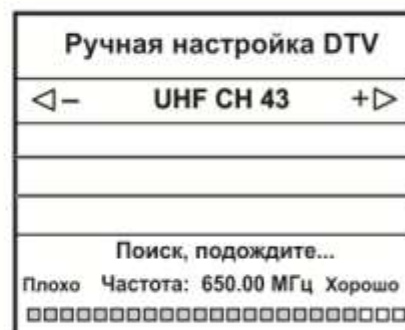 Ручная настройка DTV
◁– UHF CH 43 +▷
Поиск, подождите...
Плохо Частота: 650.00 МГц Хорошо